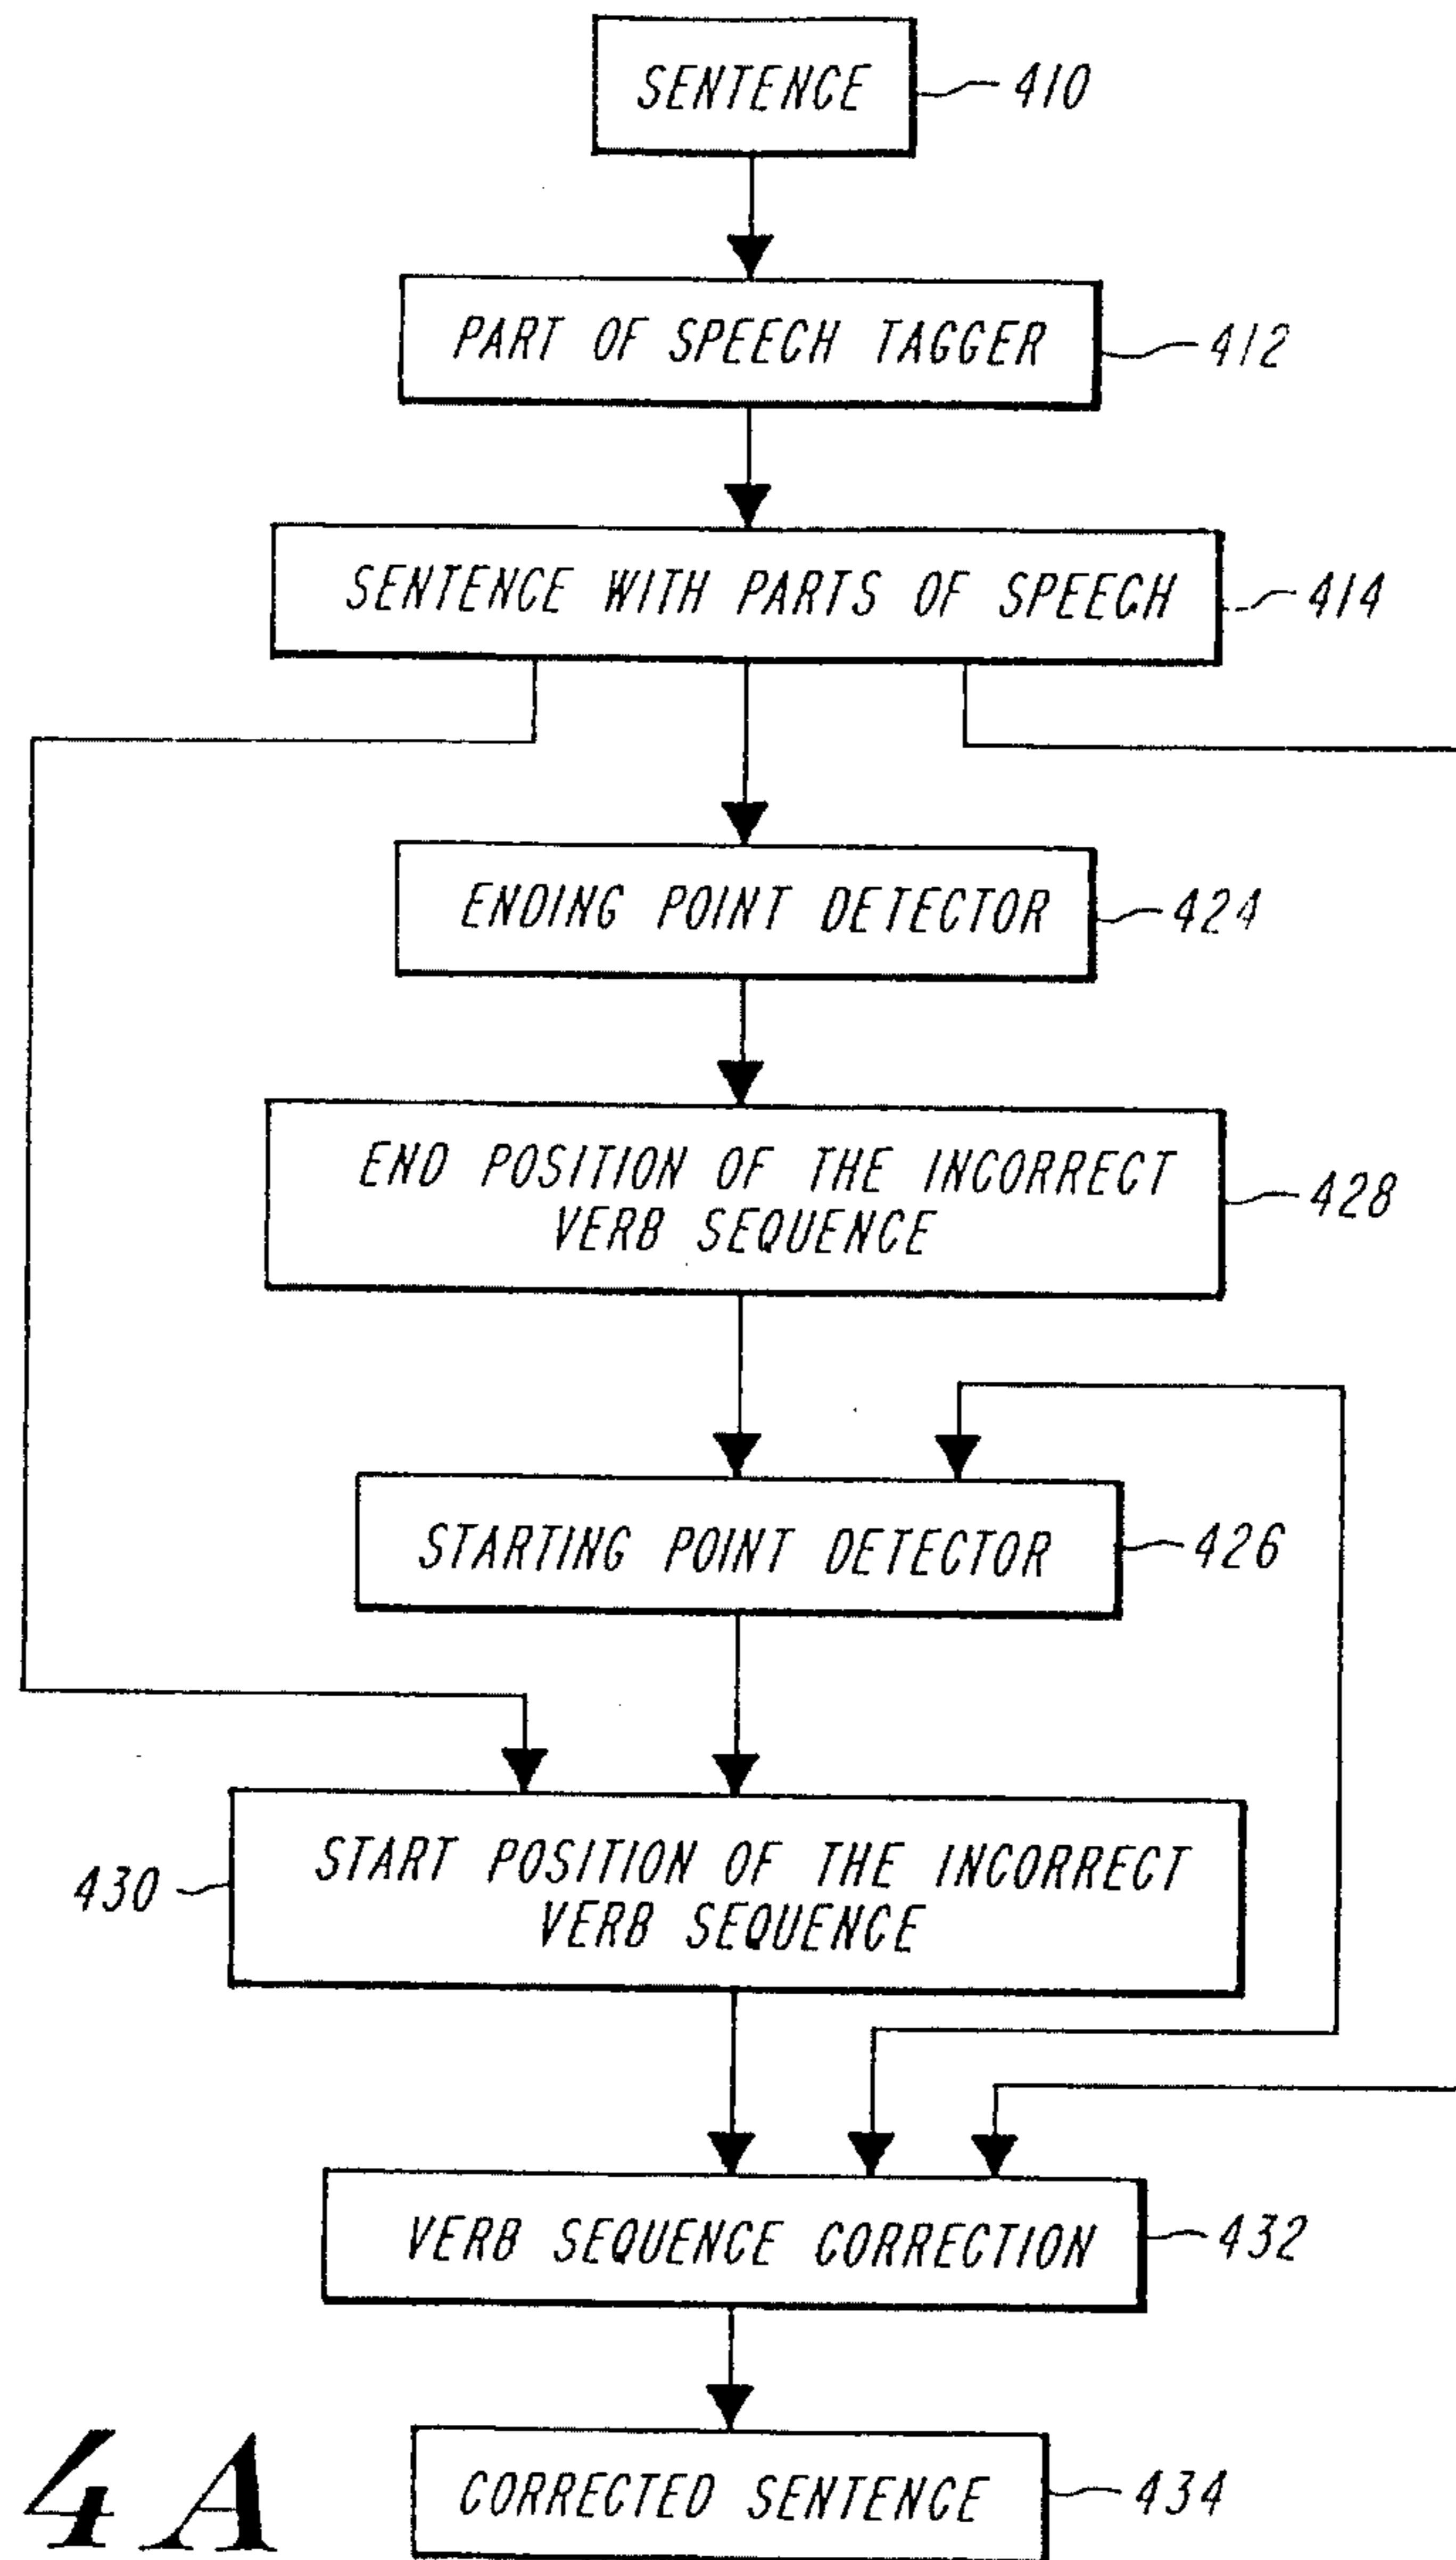 SENTENCE
410
PART OF SPEECH TAGGER
412
SENTENCE WITH PARTS OF SPEECH
414
ENDING POINT DETECTOR
424
END POSITION OF THE INCORRECT
VERB SEQUENCE
428
STARTING POINT DETECTOR
426
START POSITION OF THE INCORRECT
VERB SEQUENCE
430
VERB SEQUENCE CORRECTION
432
CORRECTED SENTENCE
434
4A